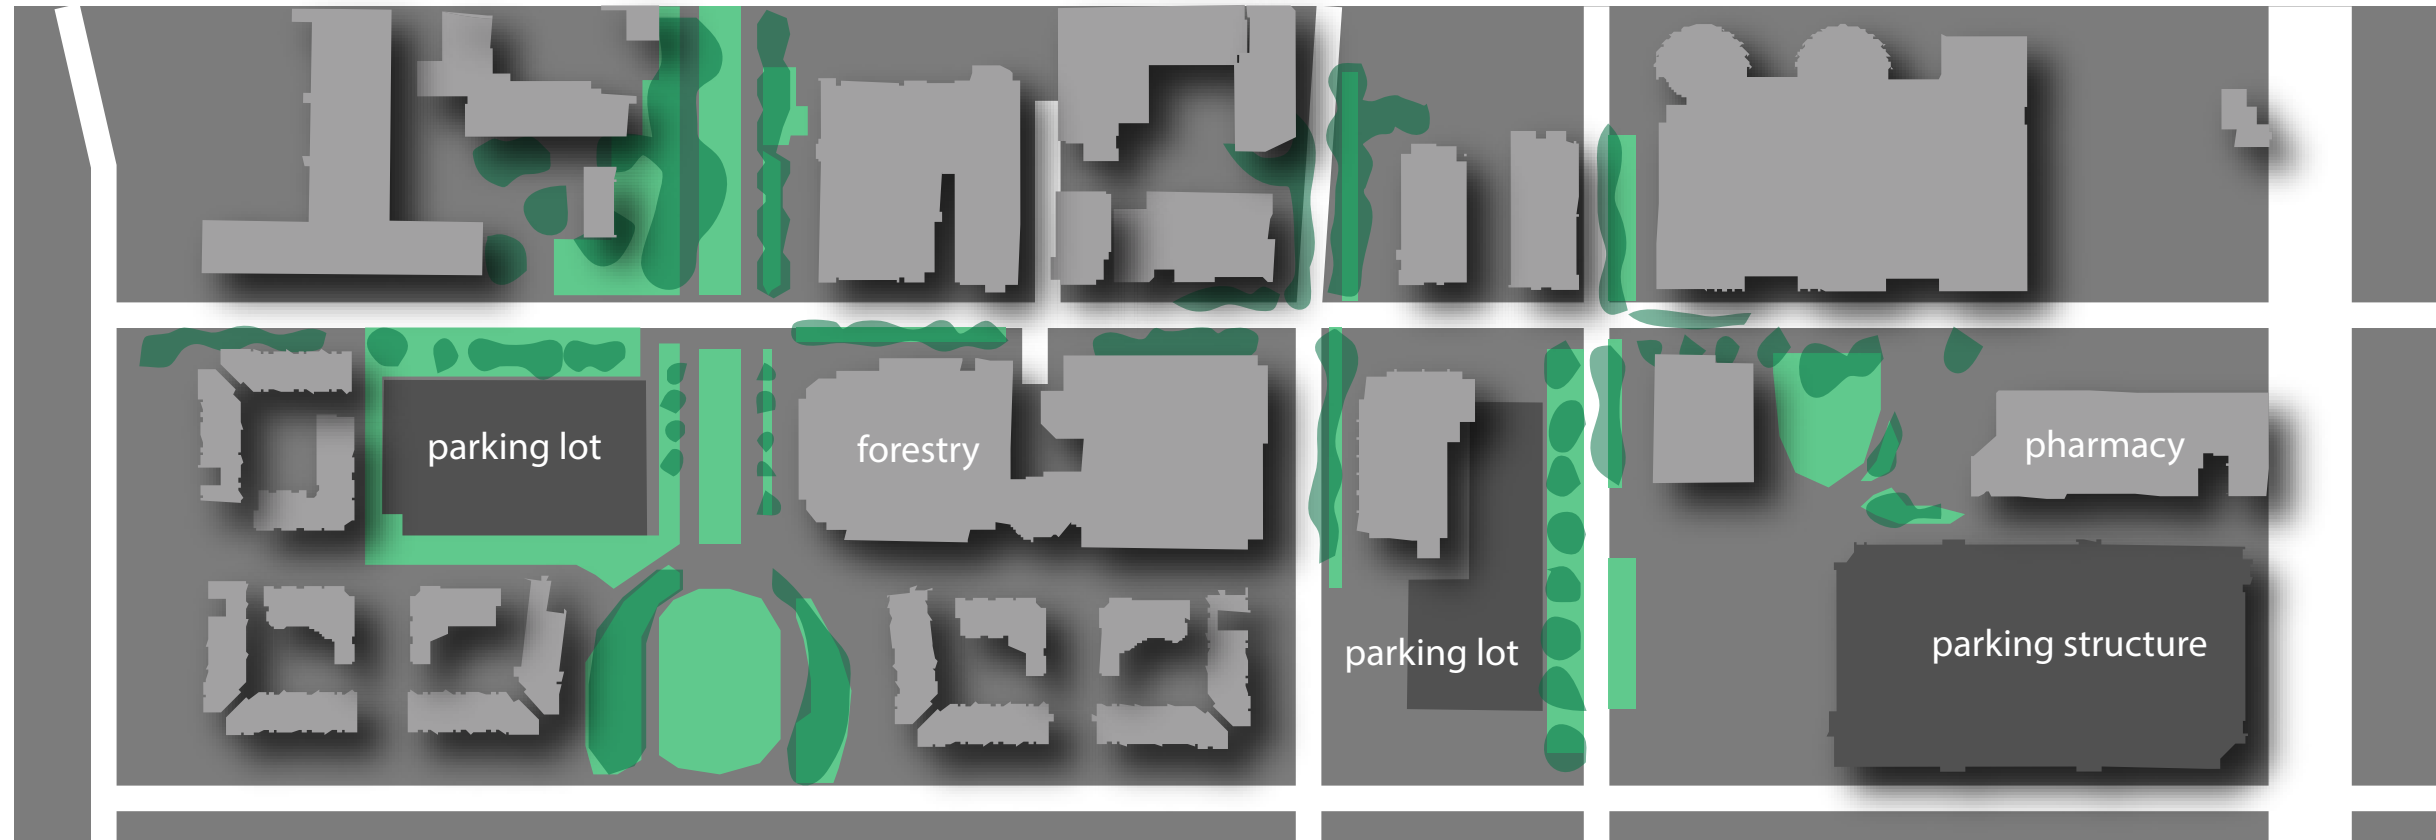 parking lot
forestry
pharmacy
parking lot
parking structure